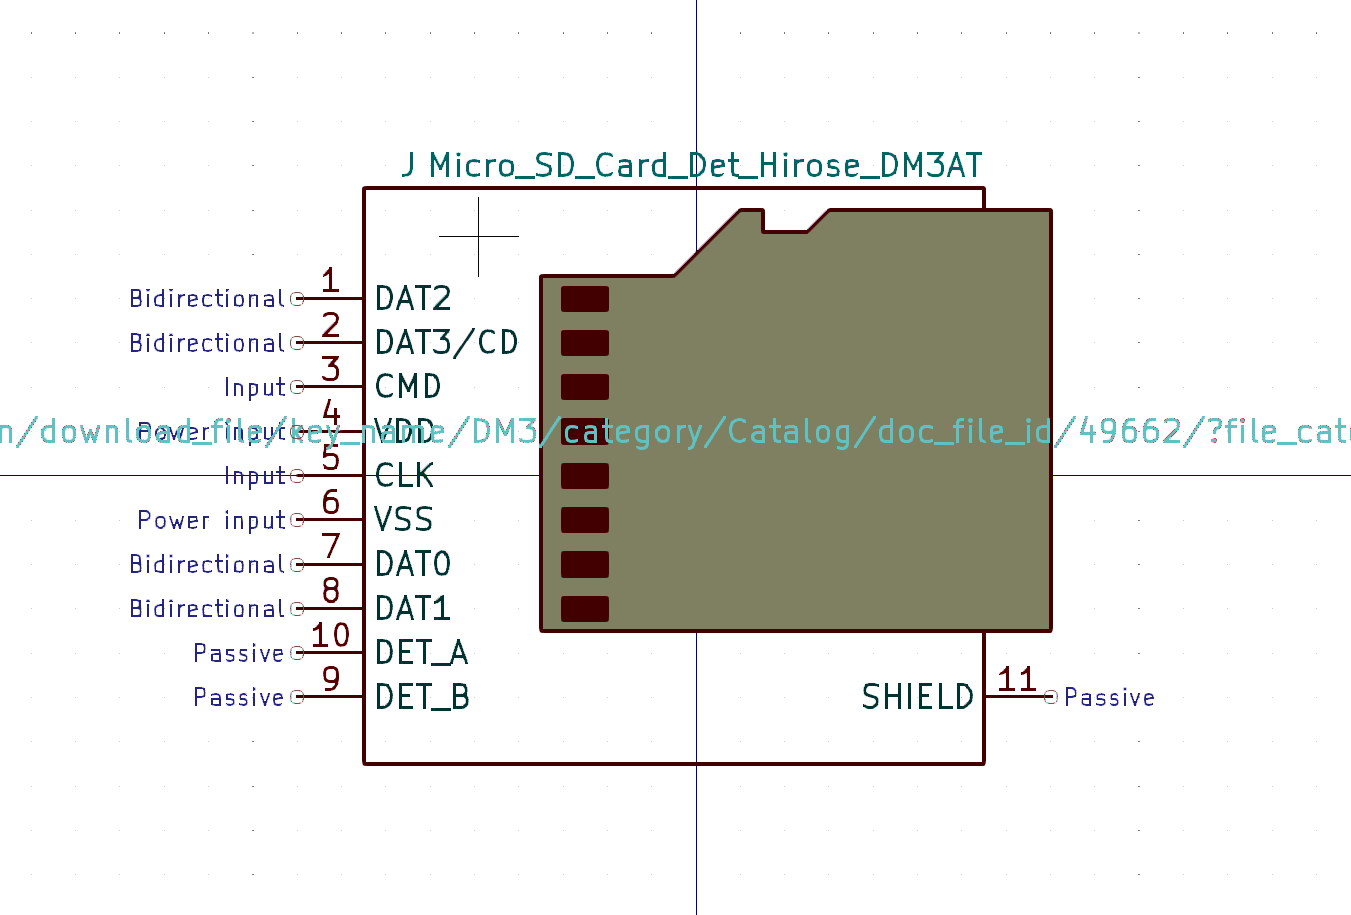 J Micro_SD_Card_Det_Hirose_DM3AT
Bidirectional 1 DAT2
Bidirectional 2 DAT3/CD
Input 3 CMD
Power input 4 VDD
n/download_file/key_name/DM3/category/Catalog/doc_file_id/49662/?file_cat
Input 5 CLK
Power input 6 VSS
Bidirectional 7 DAT0
Bidirectional 8 DAT1
Passive 10 DET_A
Passive 9 DET_B
SHIELD 11 Passive